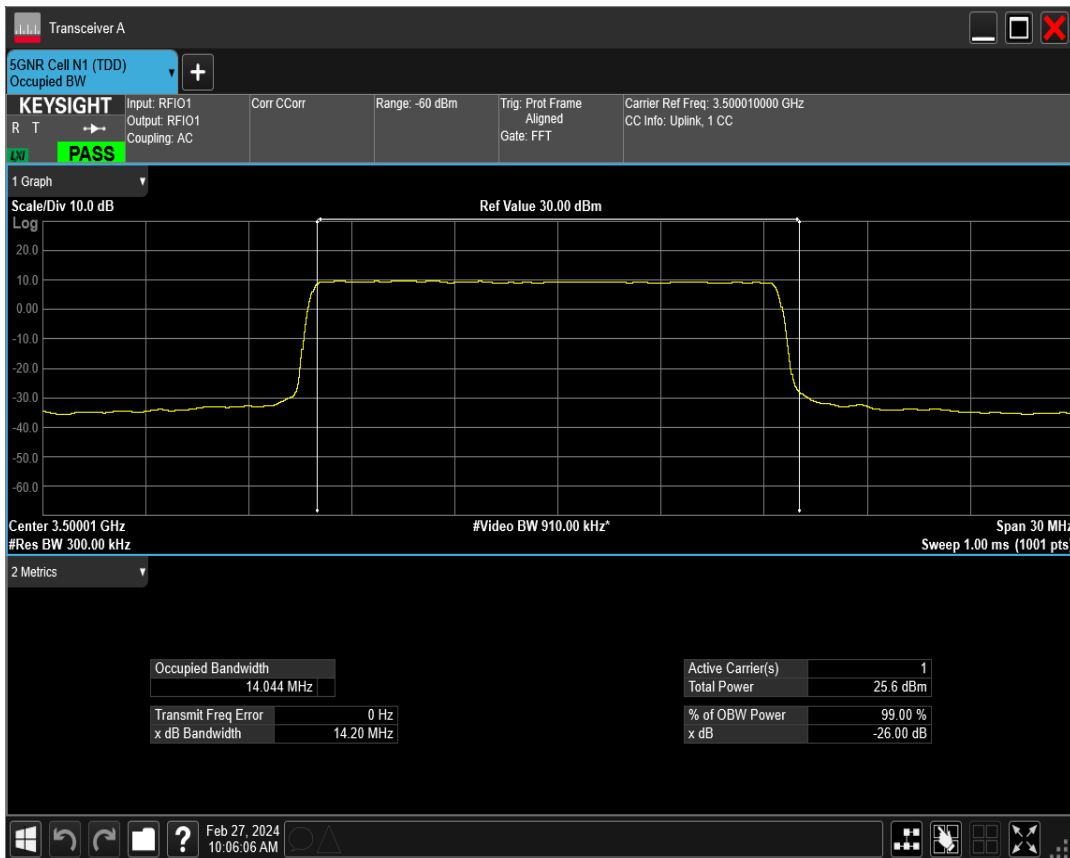 Transceiver A
5GNR Cell N1 (TDD)
Occupied BW
+
KEYSIGHT
R T
LXI
PASS
Input: RFIO1
Output: RFIO1
Coupling: AC
Corr CCorr
Range: -60 dBm
Trig: Prot Frame
Aligned
Gate: FFT
Carrier Ref Freq: 3.500010000 GHz
CC Info: Uplink, 1 CC
1 Graph
Scale/Div 10.0 dB
Ref Value 30.00 dBm
Log
20.0
10.0
0.00
-10.0
-20.0
-30.0
-40.0
-50.0
-60.0
Center 3.50001 GHz
#Video BW 910.00 kHz*
Span 30 MHz
#Res BW 300.00 kHz
Sweep 1.00 ms (1001 pts)
2 Metrics
Occupied Bandwidth
14.044 MHz
Transmit Freq Error 0 Hz
x dB Bandwidth 14.20 MHz
Active Carrier(s) 1
Total Power 25.6 dBm
% of OBW Power 99.00 %
x dB -26.00 dB
?
Feb 27, 2024
10:06:06 AM